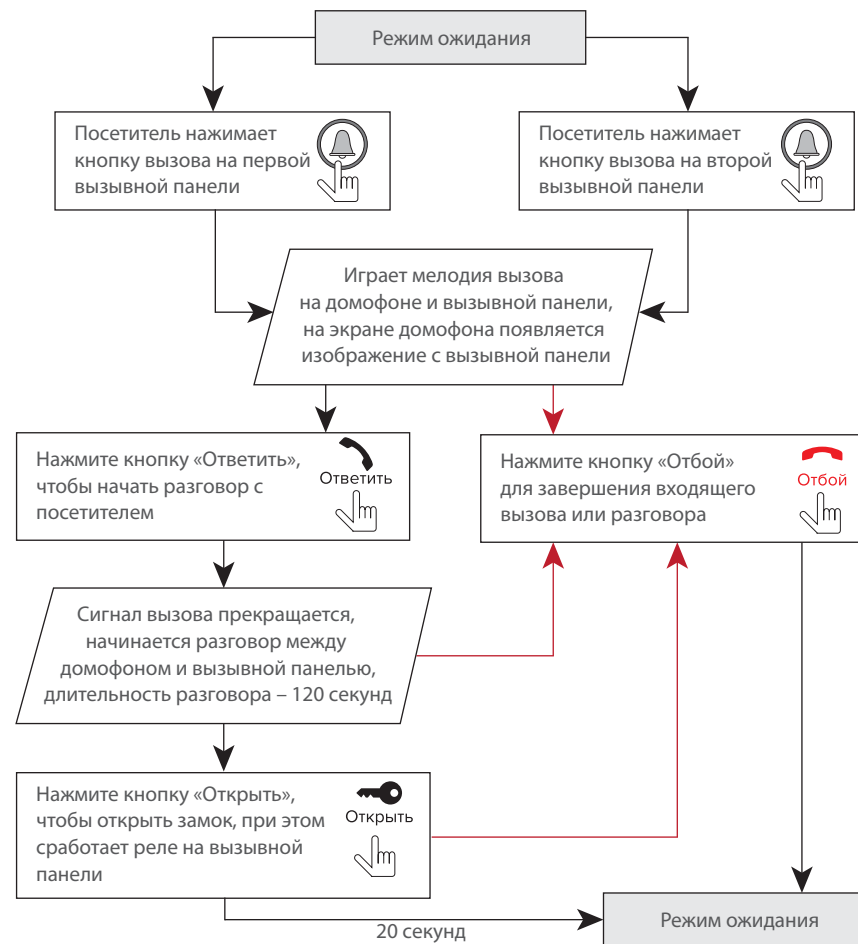 Режим ожидания
Посетитель нажимает
кнопку вызова на первой
вызывной панели
Посетитель нажимает
кнопку вызова на второй
вызывной панели
Играет мелодия вызова
на домофоне и вызывной панели,
на экране домофона появляется
изображение с вызывной панели
Нажмите кнопку «Ответить»,
чтобы начать разговор с
посетителем
Ответить
Нажмите кнопку «Отбой»
для завершения входящего
вызова или разговора
Отбой
Сигнал вызова прекращается,
начинается разговор между
домофоном и вызывной панелью,
длительность разговора – 120 секунд
Нажмите кнопку «Открыть»,
чтобы открыть замок, при этом
сработает реле на вызывной
панели
Открыть
20 секунд
Режим ожидания